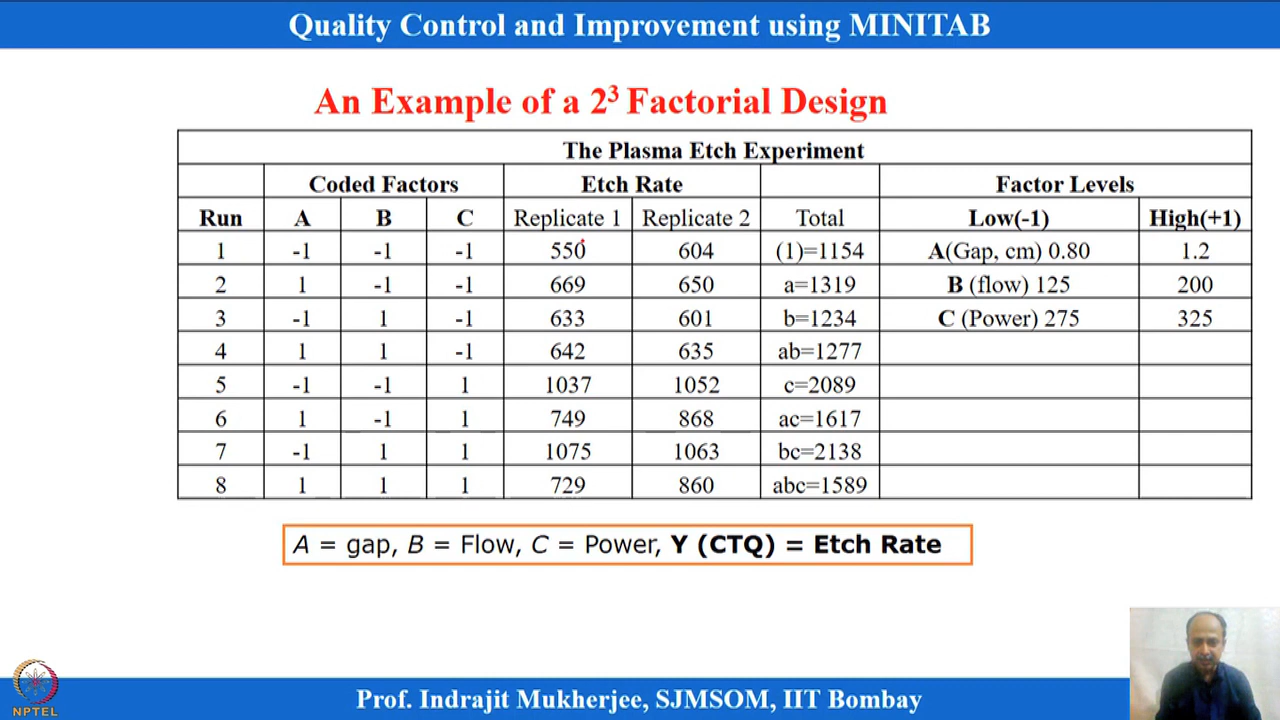 Quality Control and Improvement using MINITAB
An Example of a 2³ Factorial Design
The Plasma Etch Experiment
Coded Factors Etch Rate Factor Levels
Run A B C Replicate 1 Replicate 2 Total Low(-1) High(+1)
1 -1 -1 -1 550 604 (1)=1154 A(Gap, cm) 0.80 1.2
2 1 -1 -1 669 650 a=1319 B (flow) 125 200
3 -1 1 -1 633 601 b=1234 C (Power) 275 325
4 1 1 -1 642 635 ab=1277
5 -1 -1 1 1037 1052 c=2089
6 1 -1 1 749 868 ac=1617
7 -1 1 1 1075 1063 bc=2138
8 1 1 1 729 860 abc=1589
A = gap, B = Flow, C = Power, Y (CTQ) = Etch Rate
NPTEL
Prof. Indrajit Mukherjee, SJMSOM, IIT Bombay